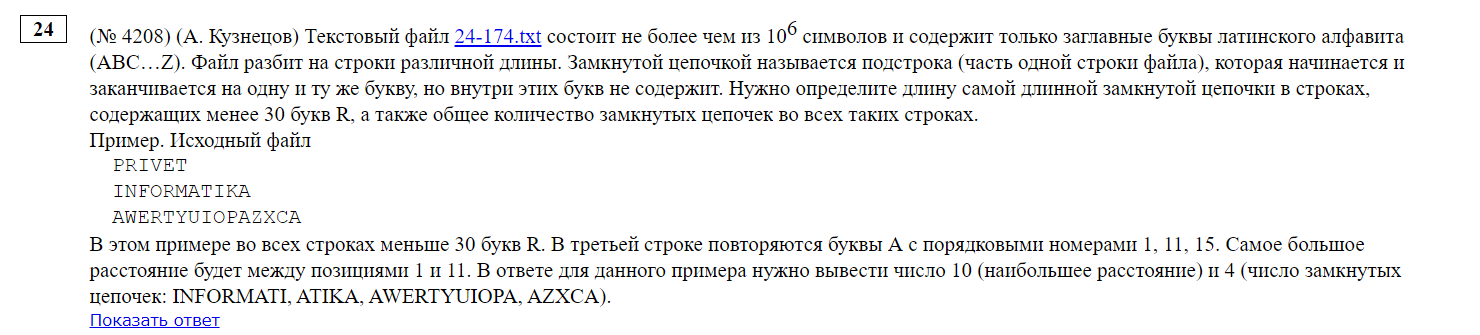 24
(№ 4208) (А. Кузнецов) Текстовый файл 24-174.txt состоит не более чем из 10^6 символов и содержит только заглавные буквы латинского алфавита
(ABC…Z). Файл разбит на строки различной длины. Замкнутой цепочкой называется подстрока (часть одной строки файла), которая начинается и
заканчивается на одну и ту же букву, но внутри этих букв не содержит. Нужно определите длину самой длинной замкнутой цепочки в строках,
содержащих менее 30 букв R, а также общее количество замкнутых цепочек во всех таких строках.
Пример. Исходный файл
PRIVET
INFORMATIKA
AWERTYUIOPAZXCA
В этом примере во всех строках меньше 30 букв R. В третьей строке повторяются буквы A с порядковыми номерами 1, 11, 15. Самое большое
расстояние будет между позициями 1 и 11. В ответе для данного примера нужно вывести число 10 (наибольшее расстояние) и 4 (число замкнутых
цепочек: INFORMATI, ATIKA, AWERTYUIOPA, AZXCA).
Показать ответ